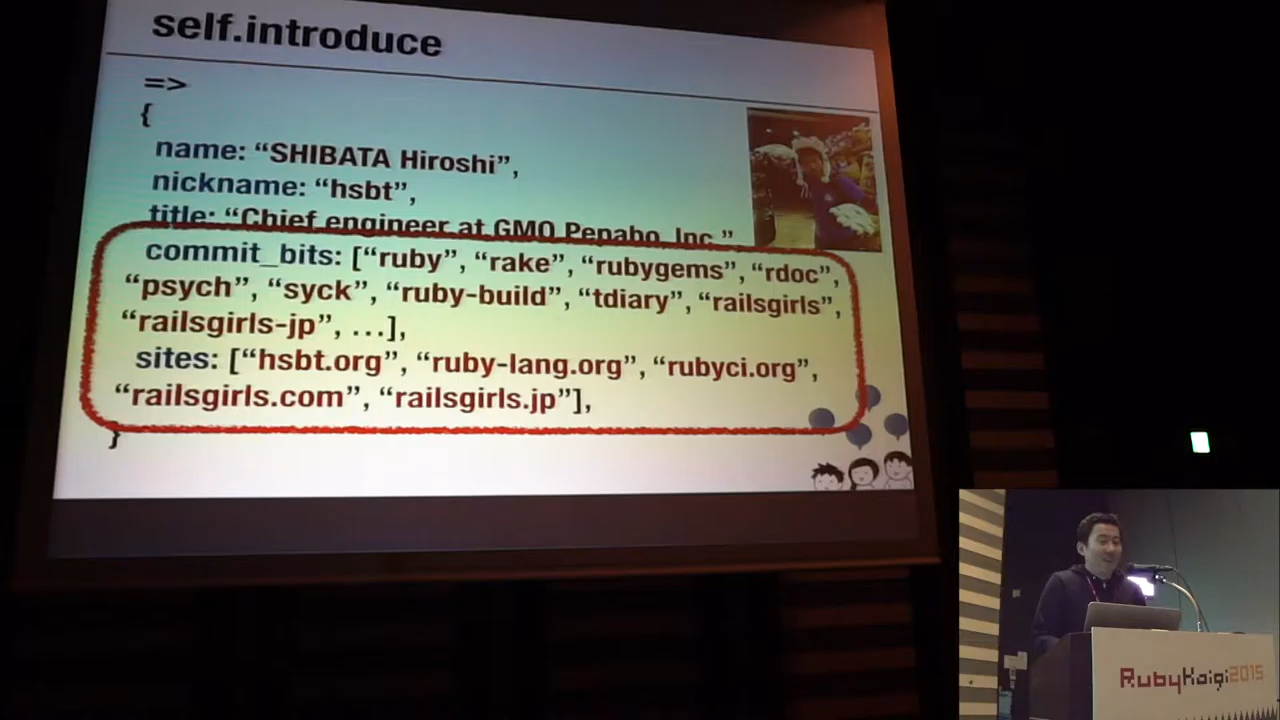 self.introduce
=>
{
name: “SHIBATA Hiroshi”,
nickname: “hsbt”,
title: “Chief engineer at GMO Pepabo, Inc.”
commit_bits: [“ruby”, “rake”, “rubygems”, “rdoc”,
“psych”, “syck”, “ruby-build”, “tdiary”, “railsgirls”,
“railsgirls-jp”, …],
sites: [“hsbt.org”, “ruby-lang.org”, “rubyci.org”,
“railsgirls.com”, “railsgirls.jp”],
}
RubyKaigi2015